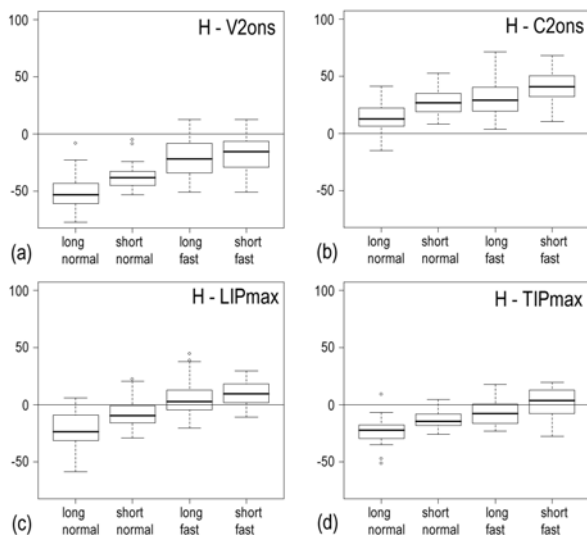 H - V2ons
100
50
0
-50
(a)
long
normal
short
normal
long
fast
short
fast
H - C2ons
100
50
0
-50
(b)
long
normal
short
normal
long
fast
short
fast
H - LIPmax
100
50
0
-50
(c)
long
normal
short
normal
long
fast
short
fast
H - TIPmax
100
50
0
-50
(d)
long
normal
short
normal
long
fast
short
fast